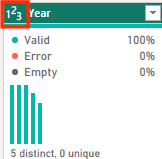 123 Year
Valid 100%
Error 0%
Empty 0%
5 distinct, 0 unique